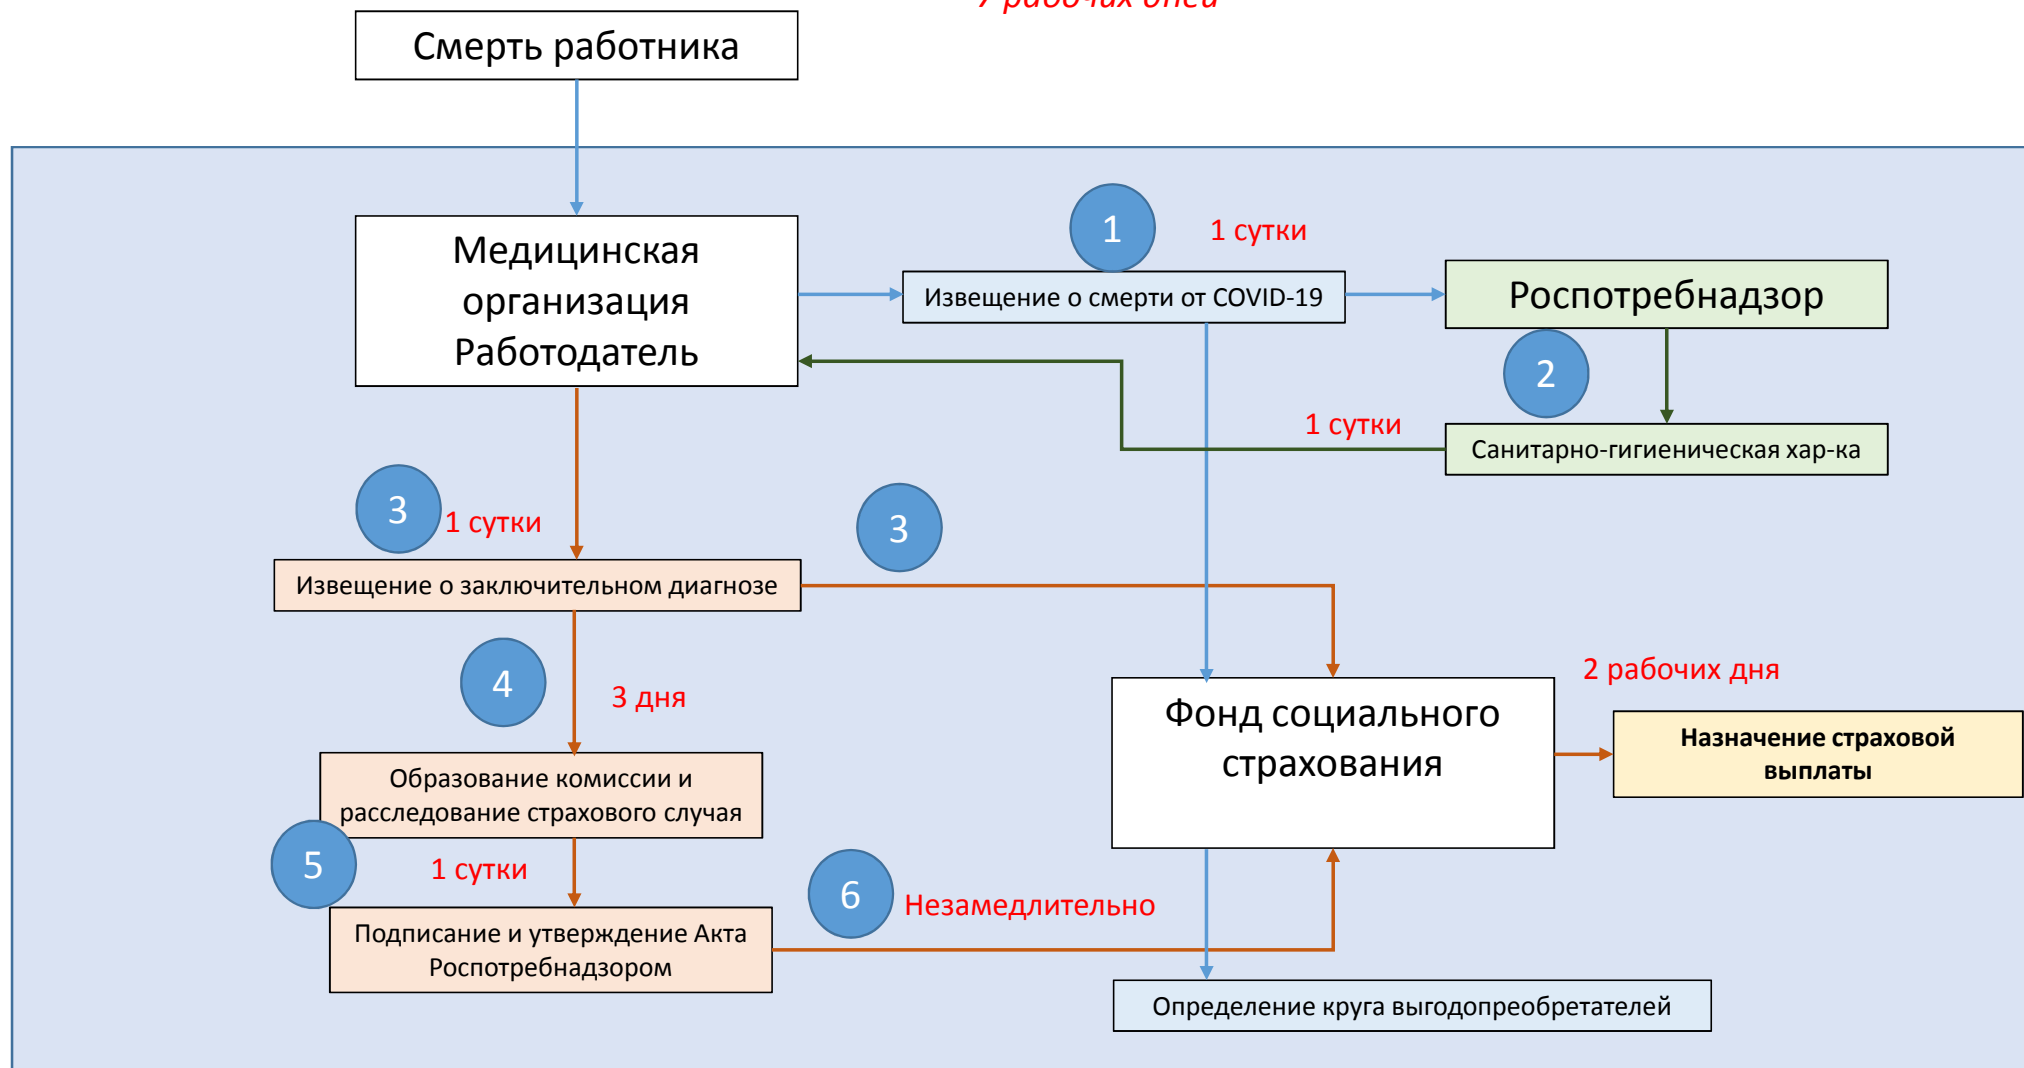 7 рабочих дней
Смерть работника
1
1 сутки
Медицинская
организация
Работодатель
Извещение о смерти от COVID-19
Роспотребнадзор
2
1 сутки
Санитарно-гигиеническая хар-ка
3
1 сутки
3
Извещение о заключительном диагнозе
4
3 дня
Фонд социального
страхования
2 рабочих дня
Назначение страховой
выплаты
Образование комиссии и
расследование страхового случая
5
1 сутки
6
Незамедлительно
Подписание и утверждение Акта
Роспотребнадзором
Определение круга выгодопреобретателей